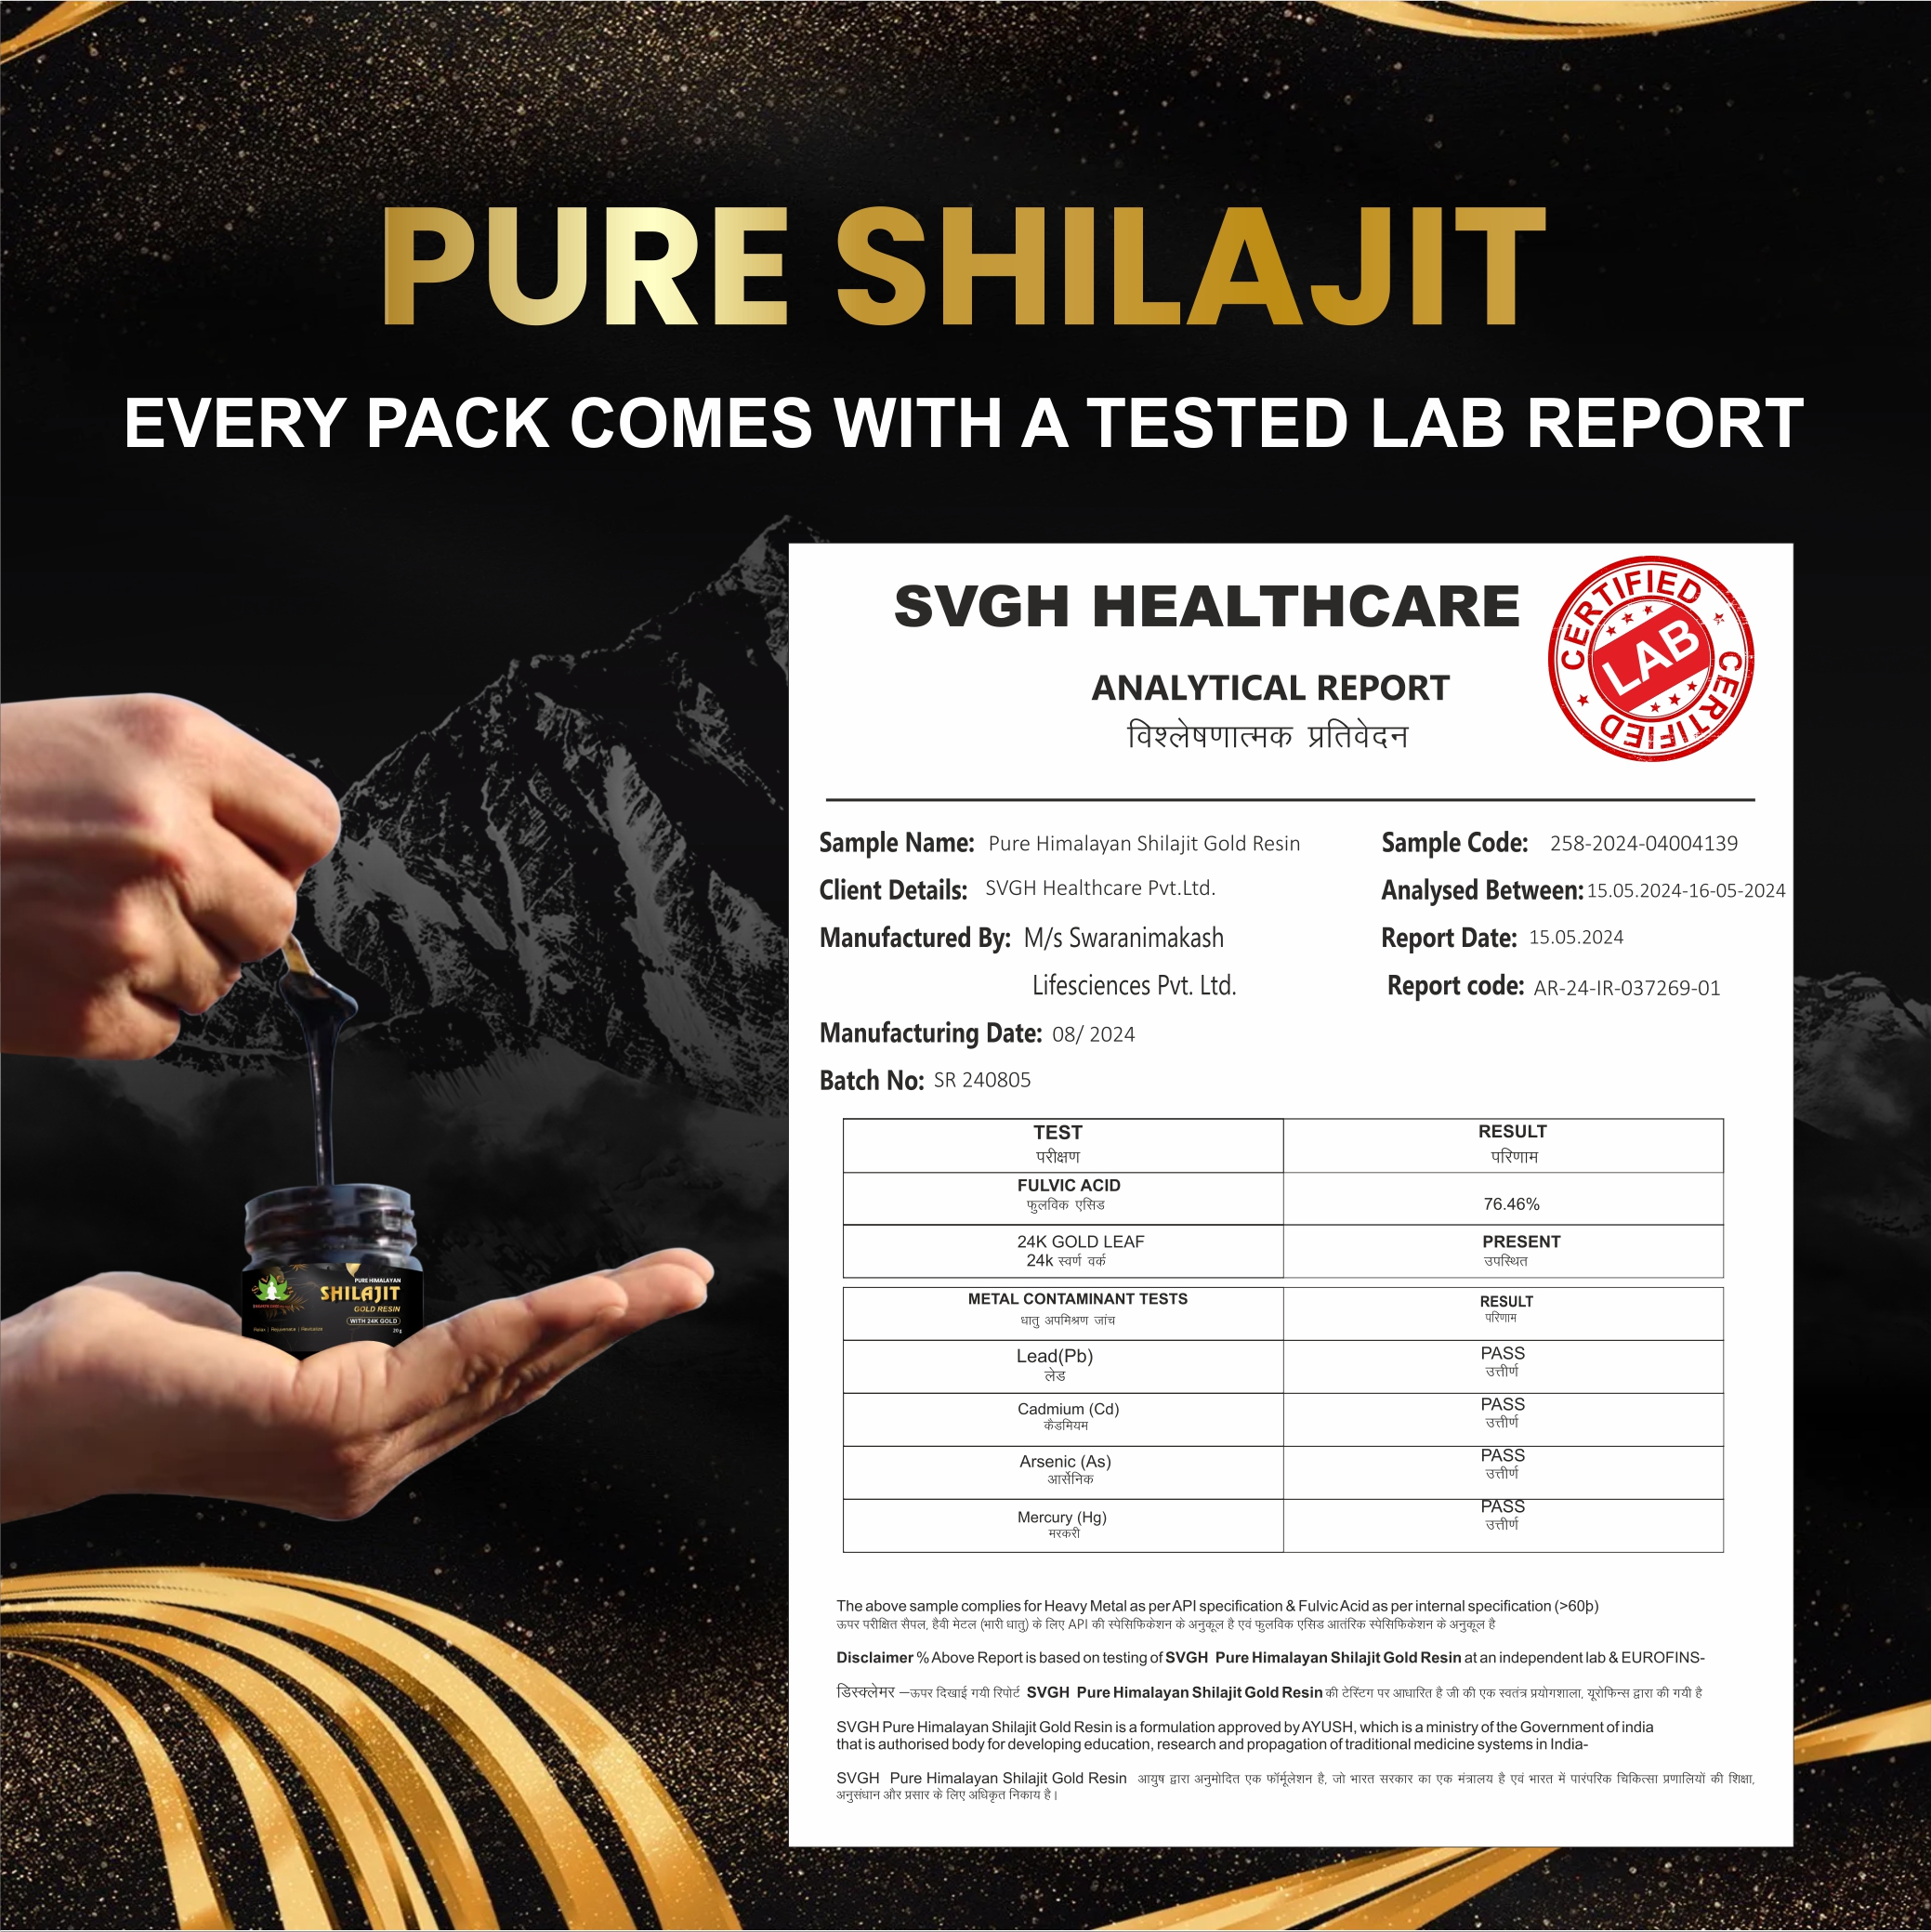 PURE SHILAJIT
EVERY PACK COMES WITH A TESTED LAB REPORT
SVGH HEALTHCARE
ANALYTICAL REPORT
विश्लेषणात्मक प्रतिवेदन
CERTIFIED
LAB
CERTIFIED
Sample Name: Pure Himalayan Shilajit Gold Resin
Client Details: SVGH Healthcare Pvt.Ltd.
Manufactured By: M/s Swaranimakash
Lifesciences Pvt. Ltd.
Manufacturing Date: 08/ 2024
Batch No: SR 240805
Sample Code: 258-2024-04004139
Analysed Between: 15.05.2024-16-05-2024
Report Date: 15.05.2024
Report code: AR-24-IR-037269-01
TEST RESULT
परीक्षण परिणाम
FULVIC ACID
फुलविक एसिड 76.46%
24K GOLD LEAF PRESENT
24k स्वर्ण वर्क उपस्थित
METAL CONTAMINANT TESTS RESULT
धातु अपमिश्रण जांच परिणाम
Lead(Pb) PASS
लेड उत्तीर्ण
Cadmium (Cd) PASS
कैडमियम उत्तीर्ण
Arsenic (As) PASS
आर्सेनिक उत्तीर्ण
Mercury (Hg) PASS
मरकरी उत्तीर्ण
The above sample complies for Heavy Metal as per API specification & Fulvic Acid as per internal specification (>60þ)
ऊपर परीक्षित सैंपल, हैवी मेटल (भारी धातु) के लिए API की स्पेसिफिकेशन के अनुकूल है एवं फुलविक एसिड आतंरिक स्पेसिफिकेशन के अनुकूल है
Disclaimer % Above Report is based on testing of SVGH Pure Himalayan Shilajit Gold Resin at an independent lab & EUROFINS-
डिस्क्लेमर –ऊपर दिखाई गयी रिपोर्ट SVGH Pure Himalayan Shilajit Gold Resin की टेस्टिंग पर आधारित है जी की एक स्वतंत्र प्रयोगशाला, यूरोफिन्स द्वारा की गयी है
SVGH Pure Himalayan Shilajit Gold Resin is a formulation approved by AYUSH, which is a ministry of the Government of india
that is authorised body for developing education, research and propagation of traditional medicine systems in India-
SVGH Pure Himalayan Shilajit Gold Resin आयुष द्वारा अनुमोदित एक फॉर्मूलेशन है, जो भारत सरकार का एक मंत्रालय है एवं भारत में पारंपरिक चिकित्सा प्रणालियों की शिक्षा,
अनुसंधान और प्रसार के लिए अधिकृत निकाय है।
PURE HIMALAYAN
SHILAJIT
GOLD RESIN
WITH 24K GOLD
Relax | Rejuvenate | Revitalize
20g